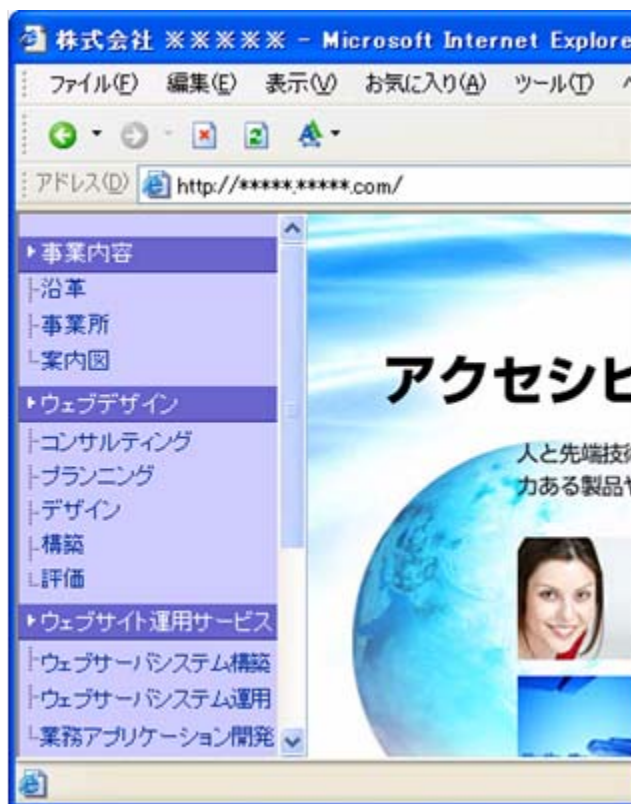 株式会社 ※※※※※ - Microsoft Internet Explore
ファイル(F) 編集(E) 表示(V) お気に入り(A) ツール(T)
アドレス(D) http://*****.*****.com/
事業内容
沿革
事業所
案内図
ウェブデザイン
コンサルティング
プランニング
デザイン
構築
評価
ウェブサイト運用サービス
ウェブサーバシステム構築
ウェブサーバシステム運用
業務アプリケーション開発
アクセシビ
人と先端技術
力ある製品や